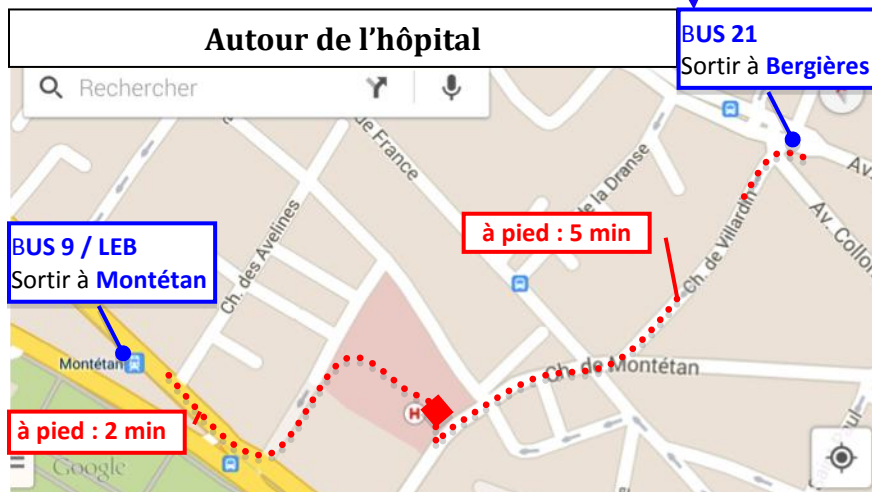 Autour de l'hôpital
BUS 21
Sortir à Bergières
Rechercher
de France
de la Dranse
Av.
Av. Collon
Ch. de Villardin
à pied : 5 min
BUS 9 / LEB
Sortir à Montétan
Ch. des Avelines
Montétan
Ch. de Montétan
H
à pied : 2 min
Google